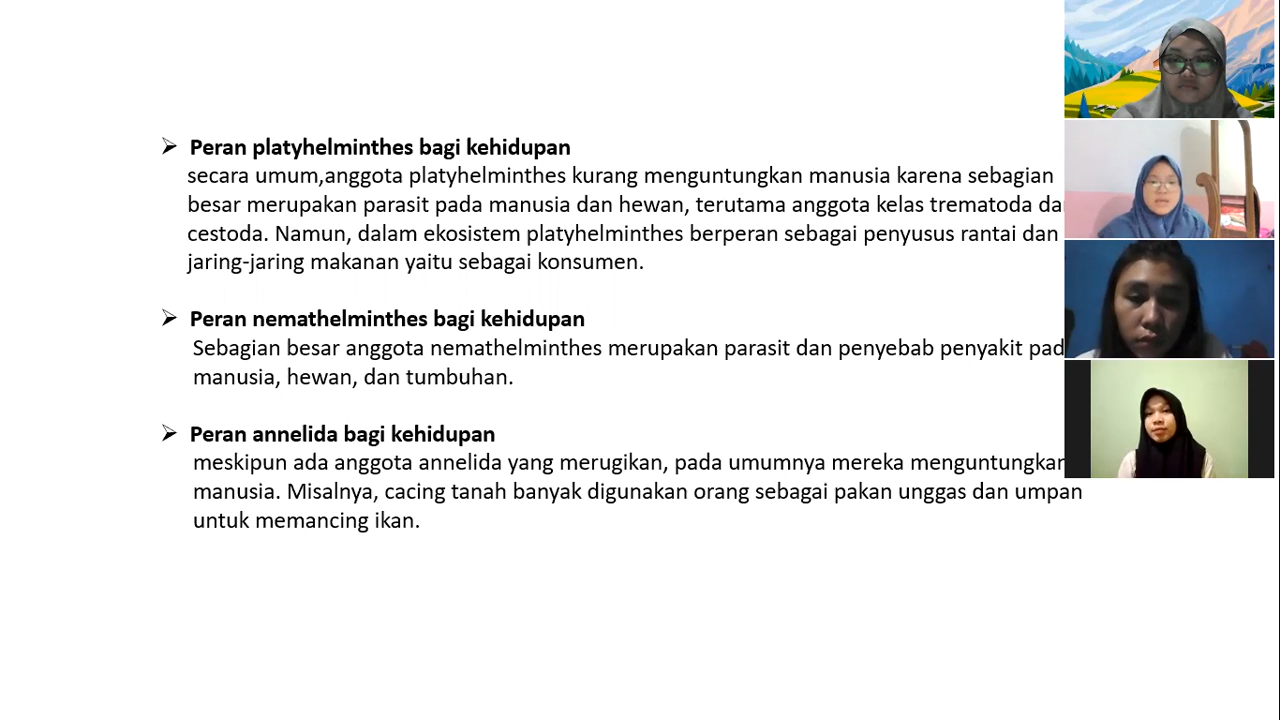 Peran platyhelminthes bagi kehidupan
secara umum,anggota platyhelminthes kurang menguntungkan manusia karena sebagian
besar merupakan parasit pada manusia dan hewan, terutama anggota kelas trematoda
cestoda. Namun, dalam ekosistem platyhelminthes berperan sebagai penyusus rantai dan
jaring-jaring makanan yaitu sebagai konsumen.
Peran nemathelminthes bagi kehidupan
Sebagian besar anggota nemathelminthes merupakan parasit dan penyebab penyakit
manusia, hewan, dan tumbuhan.
Peran annelida bagi kehidupan
meskipun ada anggota annelida yang merugikan, pada umumnya mereka menguntungkan
manusia. Misalnya, cacing tanah banyak digunakan orang sebagai pakan unggas dan umpan
untuk memancing ikan.